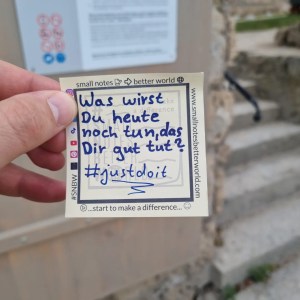 small notes ➩ better world
Was wirst
Du heute
noch tun, das
Dir gut tut?
#justdoit
...start to make a difference...
#SNBW
www.smallnotesbetterworld.com